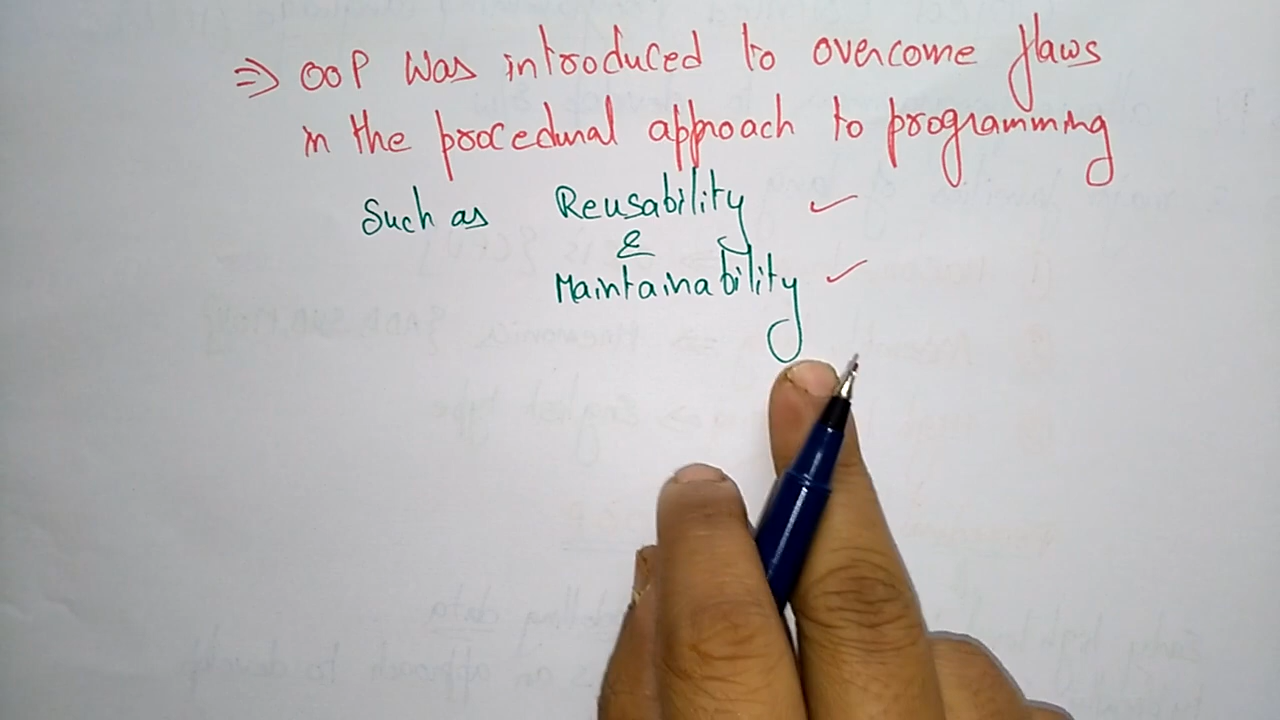 ⇒ OOP was introduced to overcome flaws
in the procedural approach to programming
Such as Reusability ✓
&
Maintainability ✓